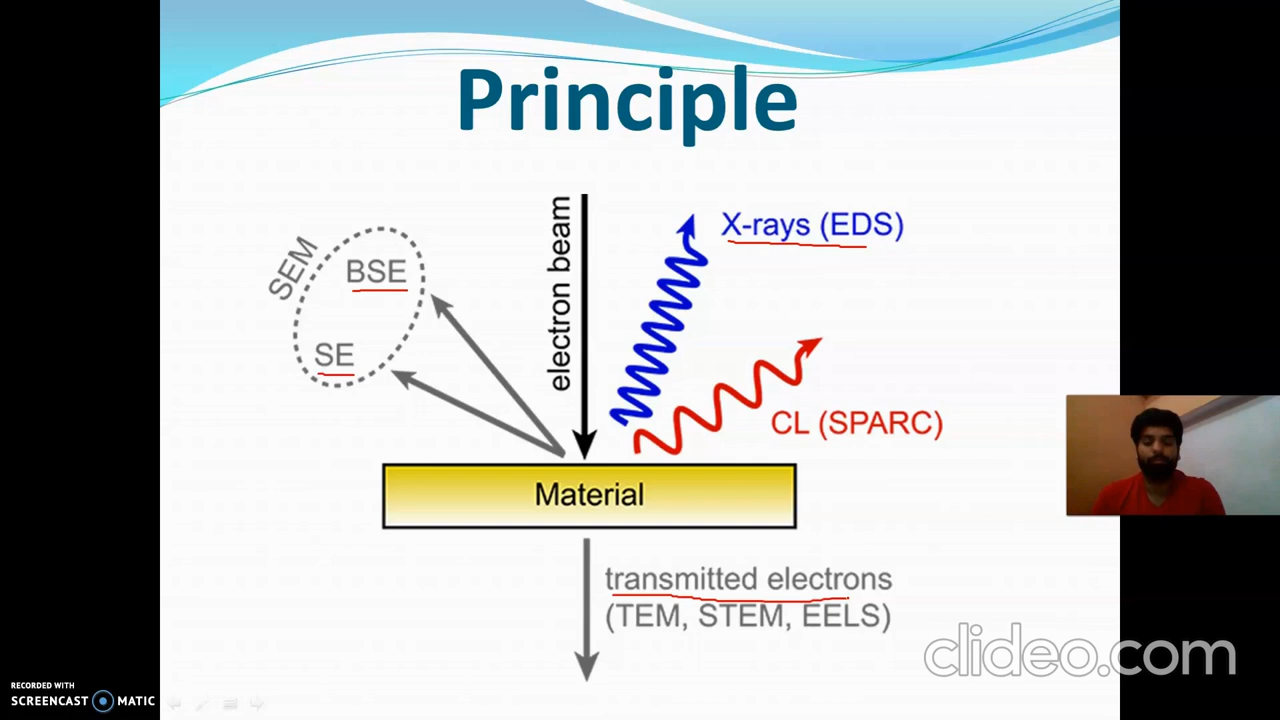 Principle
electron beam
X-rays (EDS)
SEM
BSE
SE
CL (SPARC)
Material
transmitted electrons
(TEM, STEM, EELS)
clideo.com
RECORDED WITH
SCREENCAST MATIC